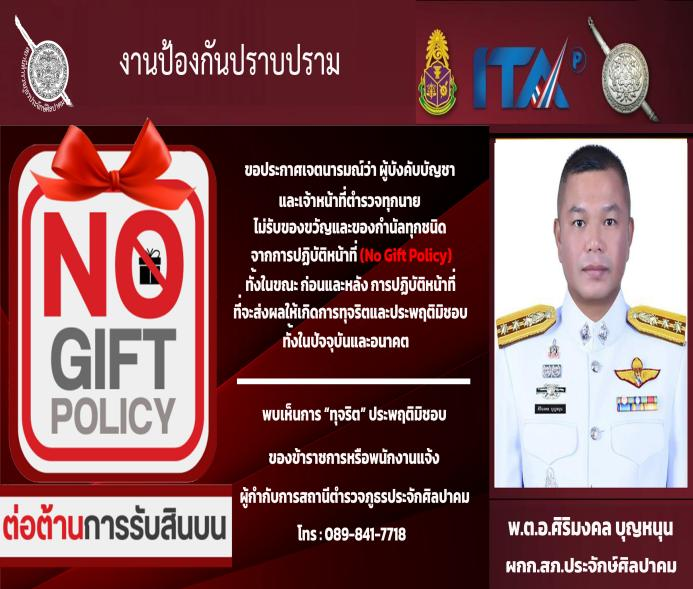 งานป้องกันปราบปราม
ITA P
NO
GIFT
POLICY
ต่อต้านการรับสินบน
ขอประกาศเจตนารมณ์ว่า ผู้บังคับบัญชา
และเจ้าหน้าที่ตำรวจทุกนาย
ไม่รับของขวัญและของกำนัลทุกชนิด
จากการปฏิบัติหน้าที่ (No Gift Policy)
ทั้งในขณะ ก่อนและหลัง การปฏิบัติหน้าที่
ที่จะส่งผลให้เกิดการทุจริตและประพฤติมิชอบ
ทั้งในปัจจุบันและอนาคต
พบเห็นการ “ทุจริต” ประพฤติมิชอบ
ของข้าราชการหรือพนักงานแจ้ง
ผู้กำกับการสถานีตำรวจภูธรประจักศิลปาคม
โทร : 089-841-7718
พ.ต.อ.ศิริมงคล บุญหนุน
ผกก.สภ.ประจักษ์ศิลปาคม